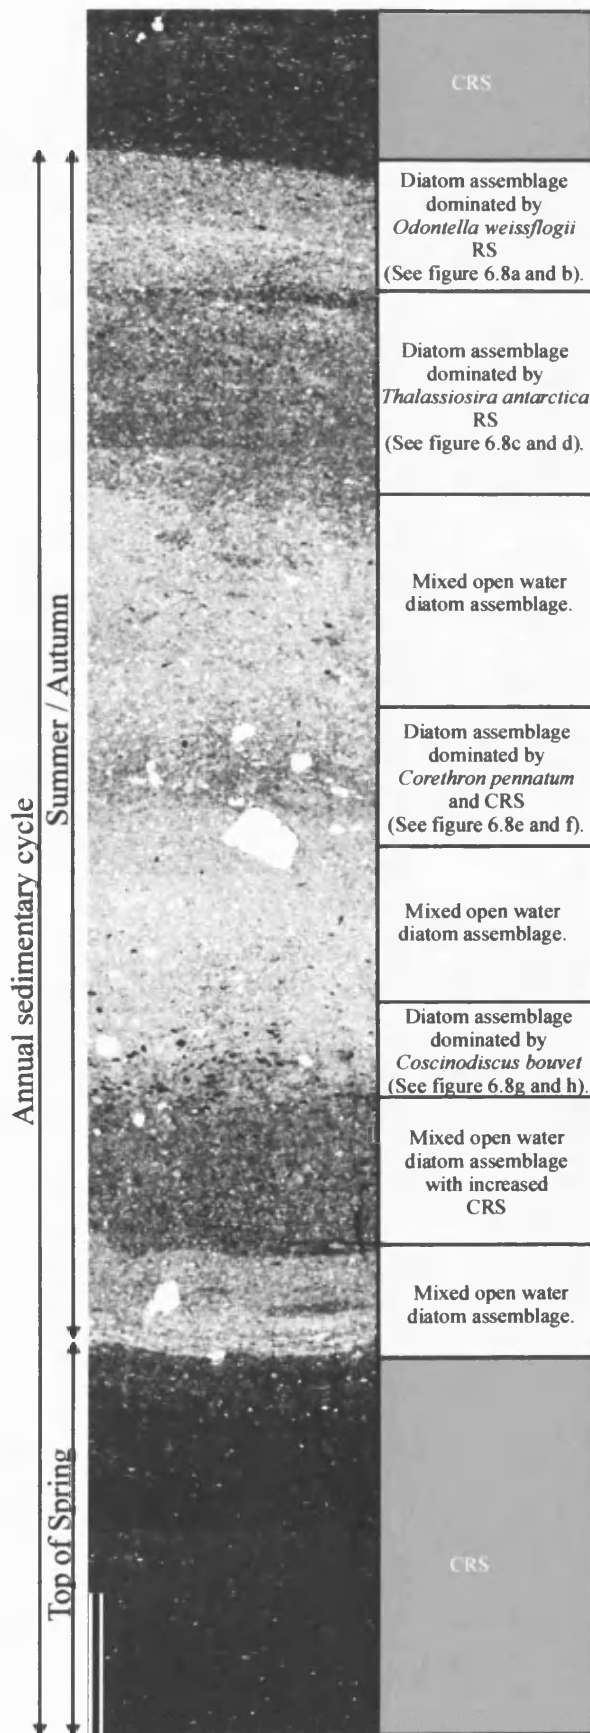 CRS
Diatom assemblage
dominated by
Odontella weissflogii
RS
(See figure 6.8a and b).
Diatom assemblage
dominated by
Thalassiosira antarctica
RS
(See figure 6.8c and d).
Mixed open water
diatom assemblage.
Diatom assemblage
dominated by
Corethron pennatum
and CRS
(See figure 6.8e and f).
Mixed open water
diatom assemblage.
Diatom assemblage
dominated by
Coscinodiscus bouvet
(See figure 6.8g and h).
Mixed open water
diatom assemblage
with increased
CRS
Mixed open water
diatom assemblage.
CRS
Annual sedimentary cycle
Summer / Autumn
Top of Spring